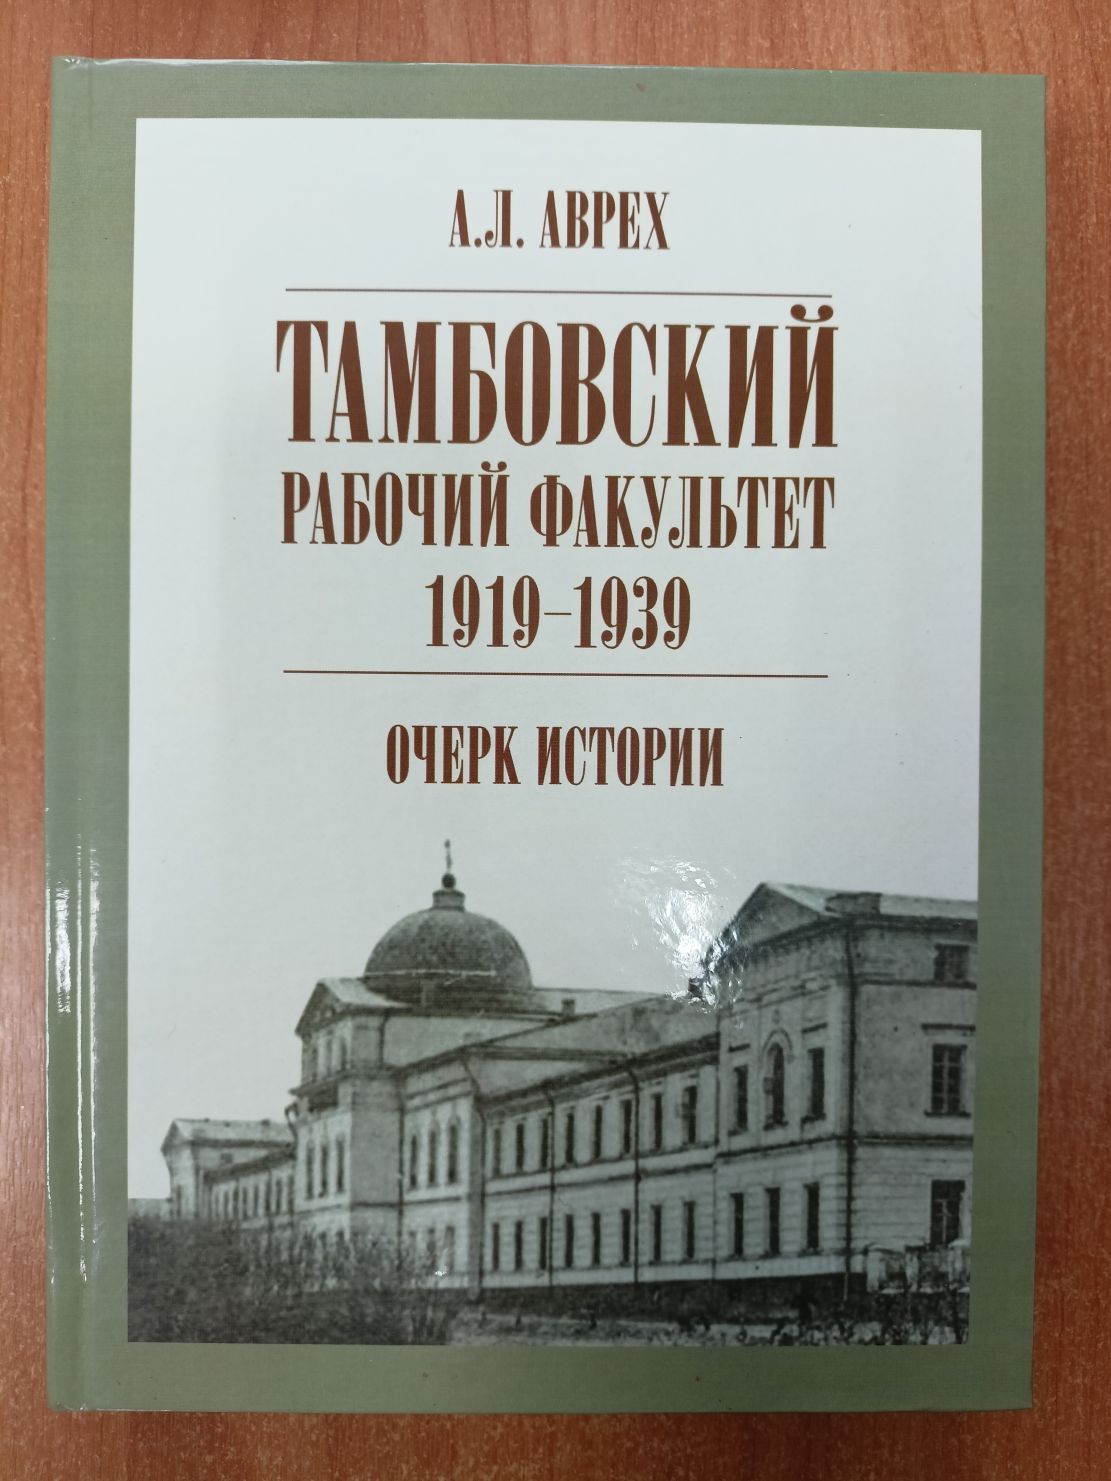 А.Л. АВРЕХ
ТАМБОВСКИЙ
РАБОЧИЙ ФАКУЛЬТЕТ
1919–1939
ОЧЕРК ИСТОРИИ